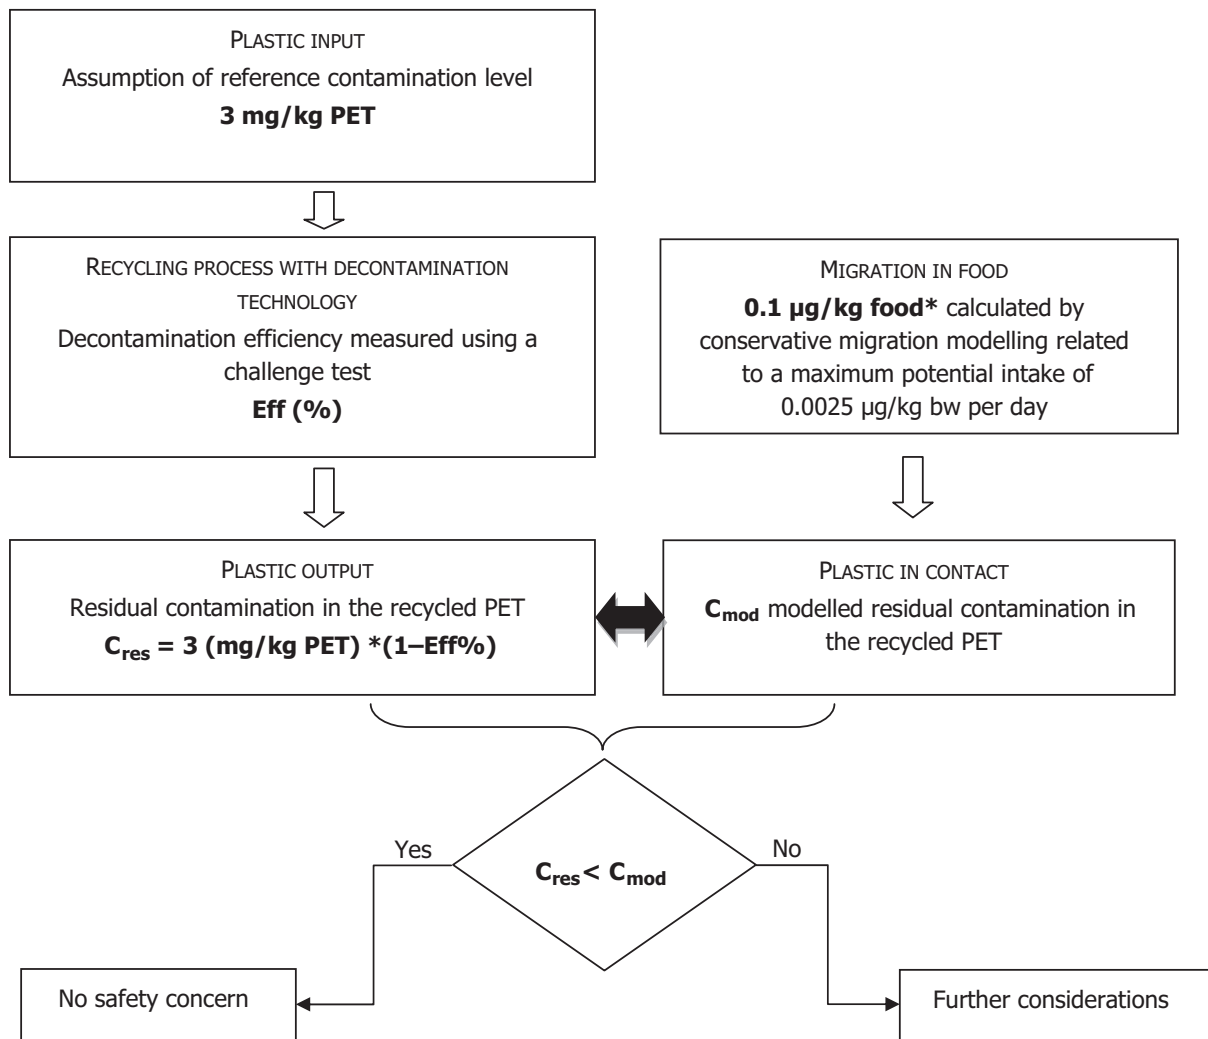 PLASTIC INPUT
Assumption of reference contamination level
3 mg/kg PET
RECYCLING PROCESS WITH DECONTAMINATION
TECHNOLOGY
Decontamination efficiency measured using a
challenge test
Eff (%)
MIGRATION IN FOOD
0.1 µg/kg food* calculated by
conservative migration modelling related
to a maximum potential intake of
0.0025 µg/kg bw per day
PLASTIC OUTPUT
Residual contamination in the recycled PET
Cres = 3 (mg/kg PET) *(1–Eff%)
PLASTIC IN CONTACT
Cmod modelled residual contamination in
the recycled PET
Yes
No
Cres< Cmod
No safety concern
Further considerations